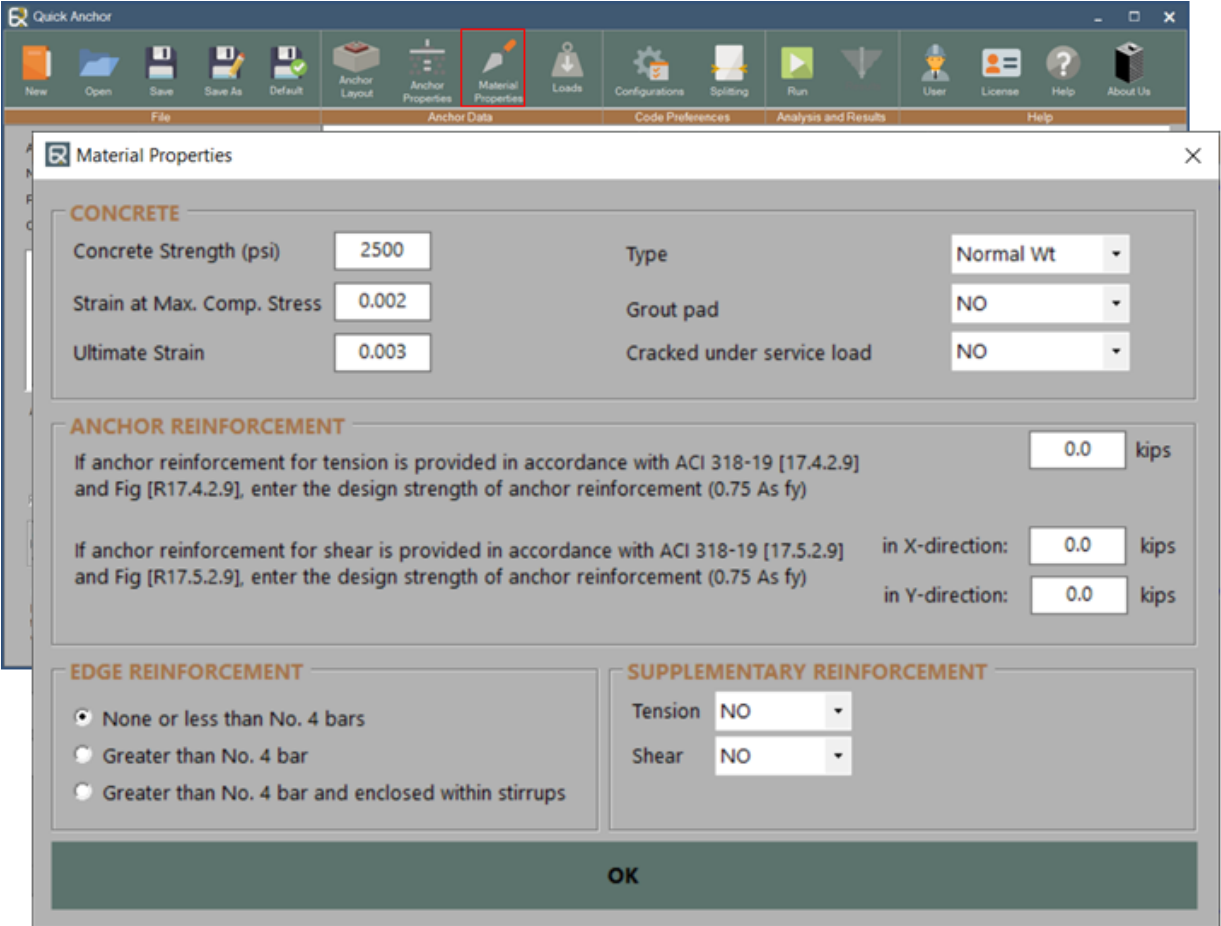 Quick Anchor
New
Open
Save
Save As
Default
Anchor
Layout
Anchor
Properties
Material
Properties
Loads
Configurations
Splitting
Run
User
License
Help
About Us
File
Anchor Data
Code Preferences
Analysis and Results
Help
Material Properties
CONCRETE
Concrete Strength (psi) 2500
Type Normal Wt
Strain at Max. Comp. Stress 0.002
Grout pad NO
Ultimate Strain 0.003
Cracked under service load NO
ANCHOR REINFORCEMENT
If anchor reinforcement for tension is provided in accordance with ACI 318-19 [17.4.2.9]
and Fig [R17.4.2.9], enter the design strength of anchor reinforcement (0.75 As fy)
0.0 kips
If anchor reinforcement for shear is provided in accordance with ACI 318-19 [17.5.2.9]
and Fig [R17.5.2.9], enter the design strength of anchor reinforcement (0.75 As fy)
in X-direction: 0.0 kips
in Y-direction: 0.0 kips
EDGE REINFORCEMENT
None or less than No. 4 bars
Greater than No. 4 bar
Greater than No. 4 bar and enclosed within stirrups
SUPPLEMENTARY REINFORCEMENT
Tension NO
Shear NO
OK